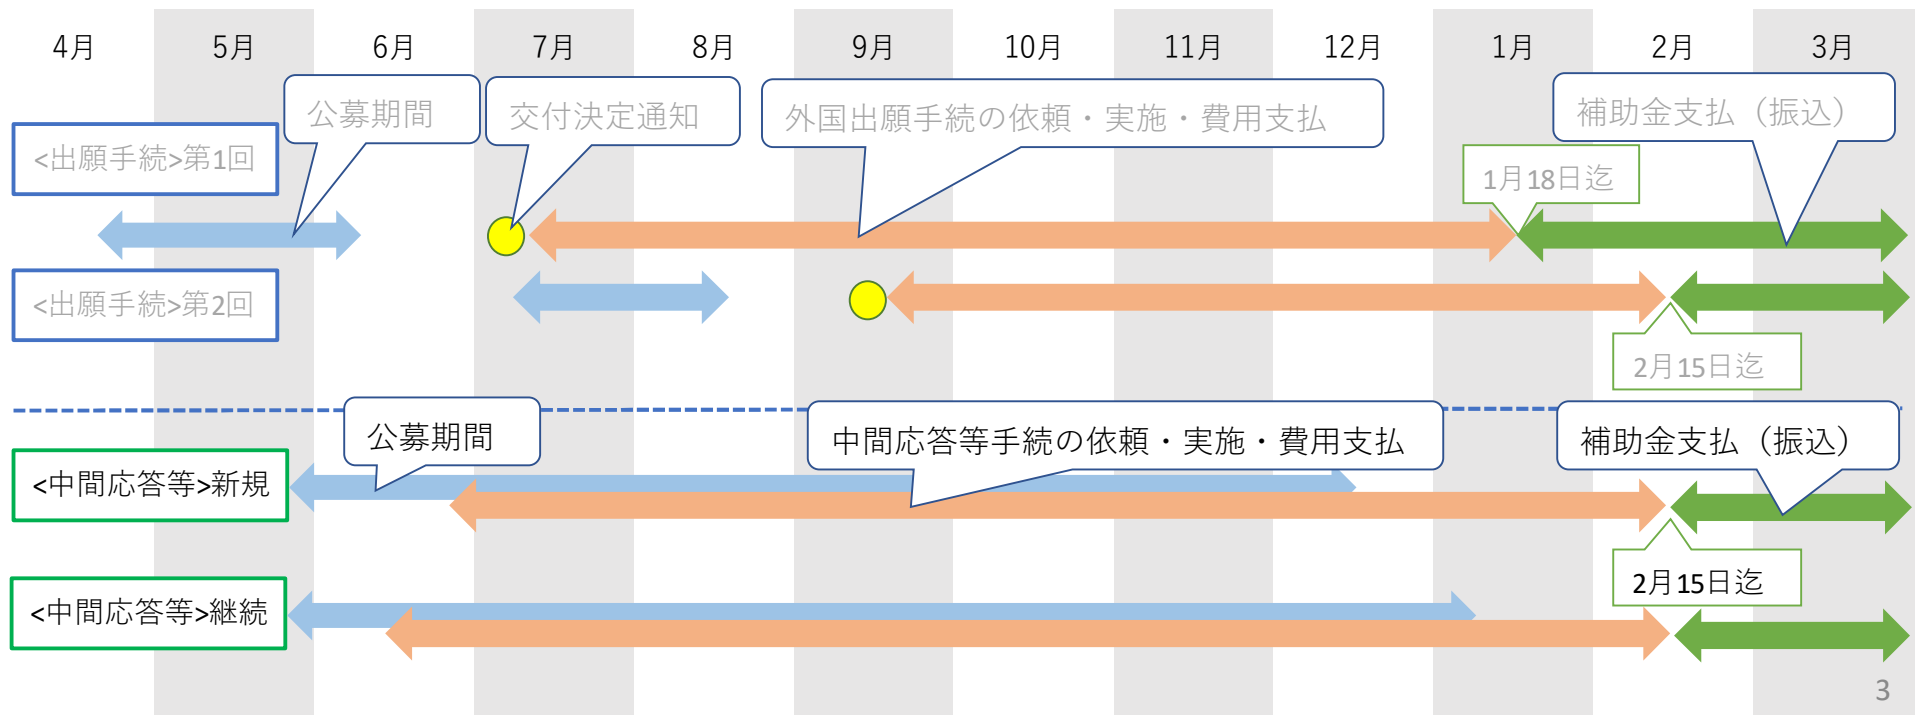 4月 5月 6月 7月 8月 9月 10月 11月 12月 1月 2月 3月
公募期間
交付決定通知
外国出願手続の依頼・実施・費用支払
補助金支払（振込）
<出願手続>第1回
1月18日迄
<出願手続>第2回
2月15日迄
公募期間
中間応答等手続の依頼・実施・費用支払
補助金支払（振込）
<中間応答等>新規
2月15日迄
<中間応答等>継続
3